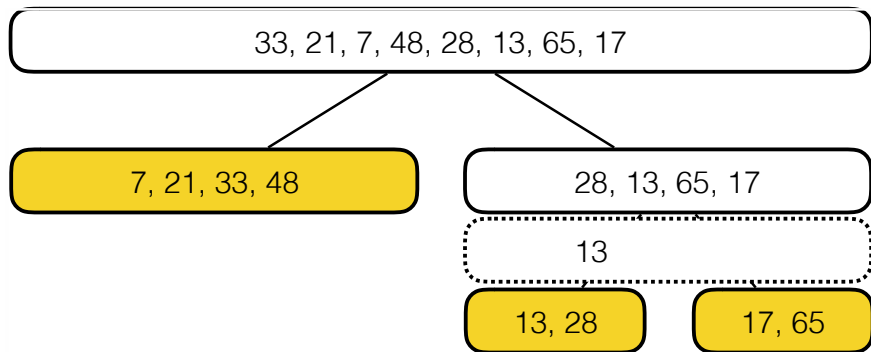 33, 21, 7, 48, 28, 13, 65, 17
7, 21, 33, 48
28, 13, 65, 17
13
13, 28
17, 65